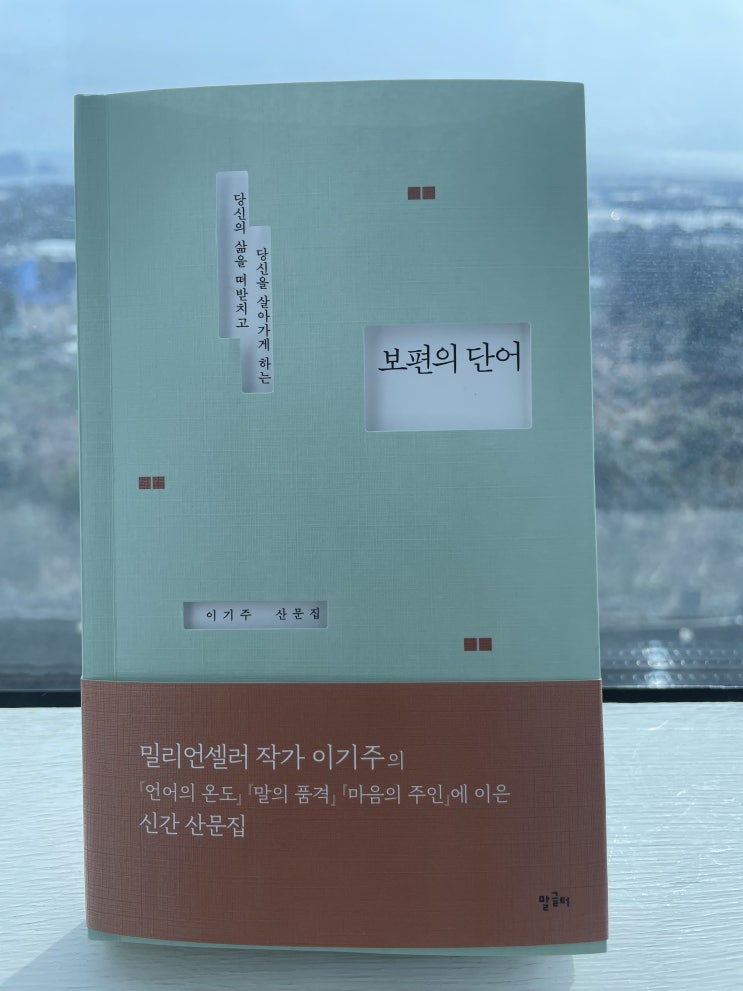 당신의 삶을 떠받치고
당신을 살아가게 하는
보편의 단어
이기주 산문집
밀리언셀러 작가 이기주의
『언어의 온도』 『말의 품격』 『마음의 주인』에 이은
신간 산문집
말글터